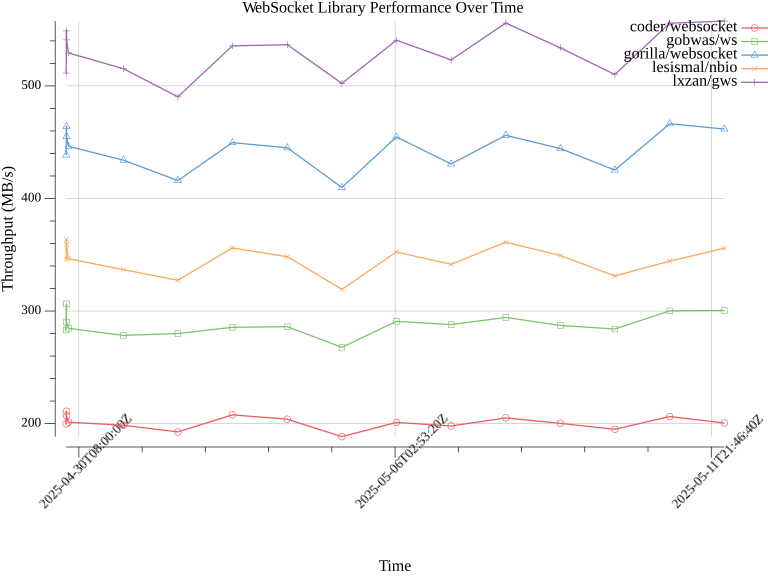 WebSocket Library Performance Over Time
coder/websocket
gobwas/ws
gorilla/websocket
lesismal/nbio
lxzan/gws
Throughput (MB/s)
500
400
300
200
2025-04-30T08:00:00Z
2025-05-06T02:53:20Z
2025-05-11T21:46:40Z
Time